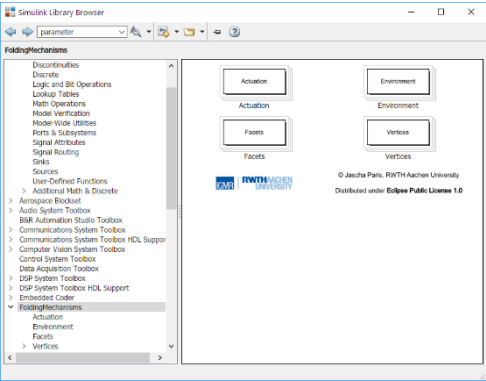 Simulink Library Browser
parameter
FoldingMechanisms
Discontinuities
Discrete
Logic and Bit Operations
Lookup Tables
Math Operations
Model Verification
Model-Wide Utilities
Ports & Subsystems
Signal Attributes
Signal Routing
Sinks
Sources
User-Defined Functions
Additional Math & Discrete
Aerospace Blockset
Audio System Toolbox
B&R Automation Studio Toolbox
Communications System Toolbox
Communications System Toolbox HDL Suppor
Computer Vision System Toolbox
Control System Toolbox
Data Acquisition Toolbox
DSP System Toolbox
DSP System Toolbox HDL Support
Embedded Coder
FoldingMechanisms
Actuation
Environment
Facets
Vertices
Actuation
Environment
Actuation
Environment
Facets
Vertices
Facets
Vertices
IGMR RWTHAACHEN
UNIVERSITY
© Jascha Paris, RWTH Aachen University
Distributed under Eclipse Public License 1.0